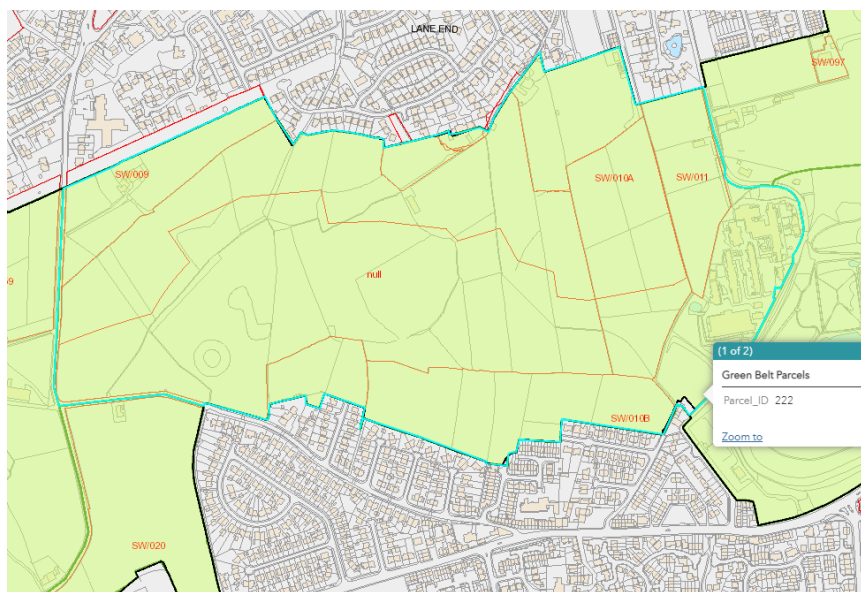 LANE END
SW/097
SW/009
SW/010A
SW/011
null
(1 of 2)
Green Belt Parcels
Parcel_ID 222
SW/010B
Zoom to
SW/020